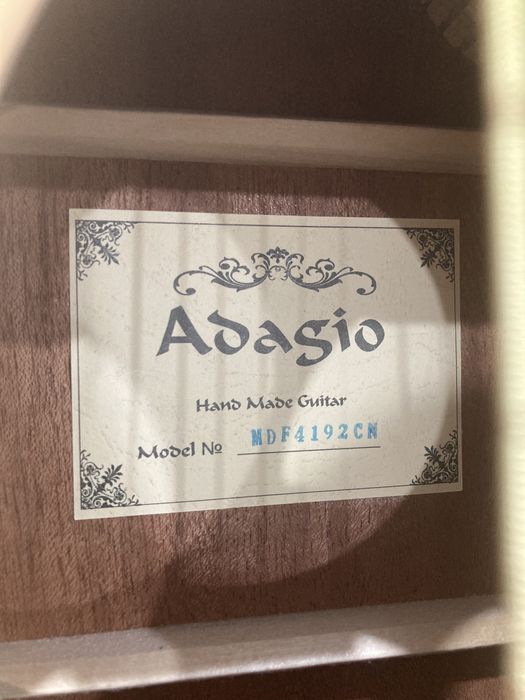 Adagio
Hand Made Guitar
Model № MDF4192CN